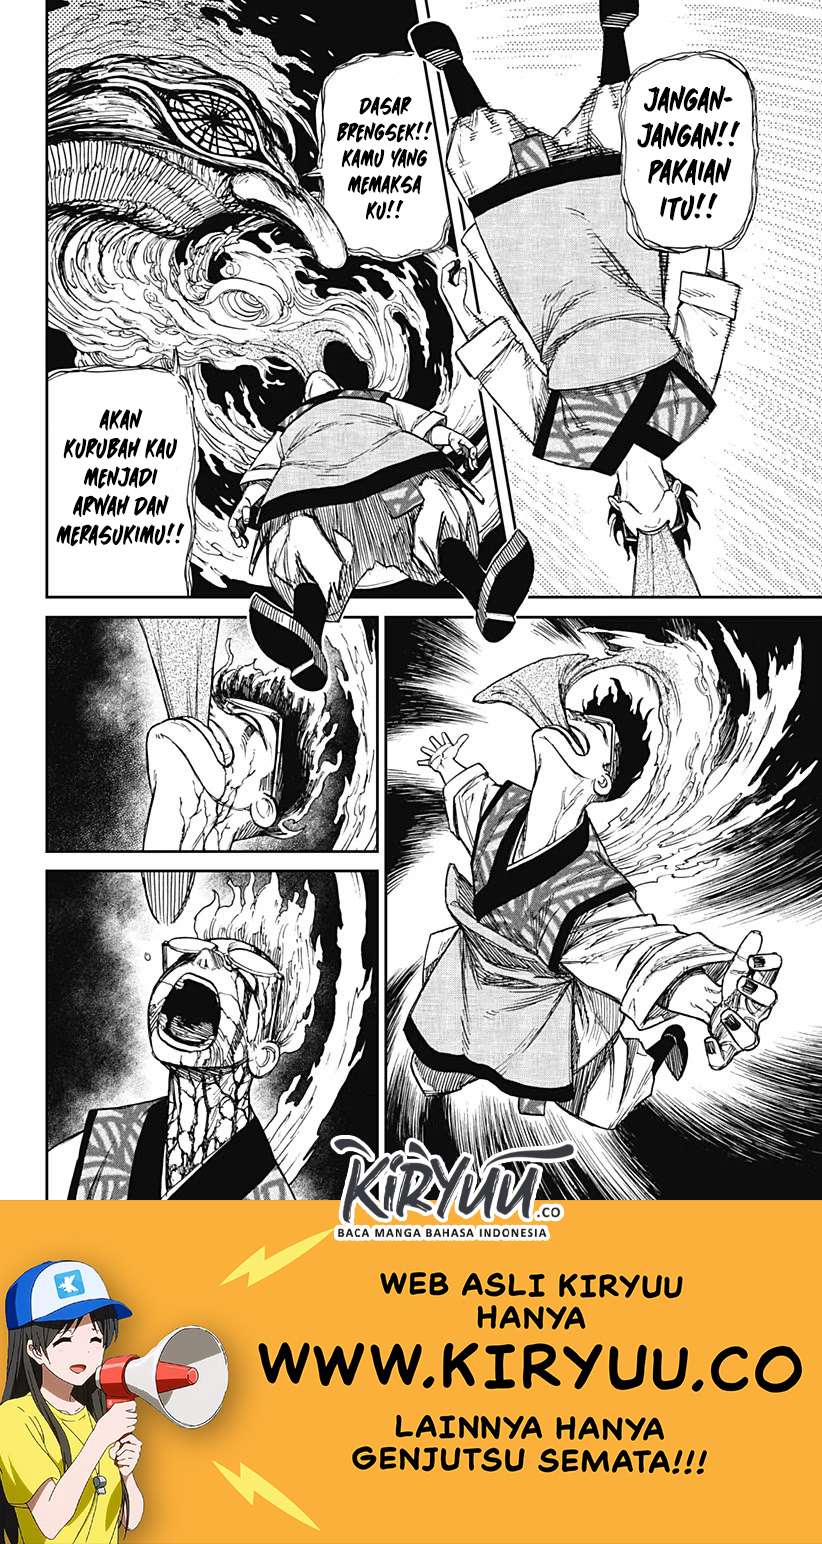 JANGAN-
JANGAN!!
PAKAIAN
ITU!!
DASAR
BRENGSEK!!
KAMU YANG
MEMAKSA
KU!!
AKAN
KURUBAH KAU
MENJADI
ARWAH DAN
MERASUKIMU!!
KIRYUU
.CO
BACA MANGA BAHASA INDONESIA
WEB ASLI KIRYUU
HANYA
WWW.KIRYUU.CO
LAINNYA HANYA
GENJUTSU SEMATA!!!